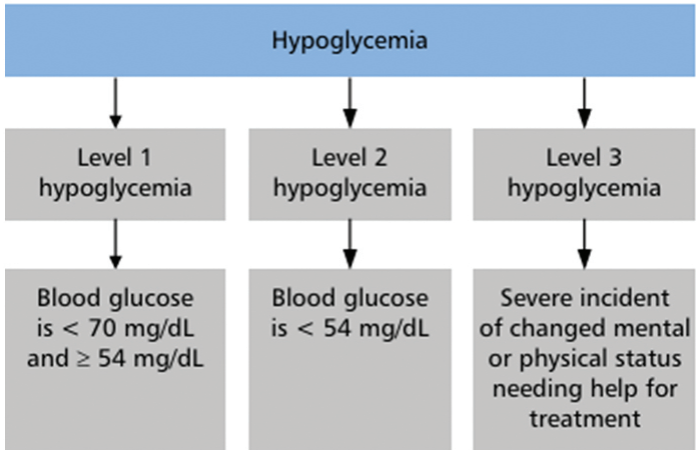 Hypoglycemia
Level 1
hypoglycemia
Level 2
hypoglycemia
Level 3
hypoglycemia
Blood glucose
is < 70 mg/dL
and ≥ 54 mg/dL
Blood glucose
is < 54 mg/dL
Severe incident
of changed mental
or physical status
needing help for
treatment